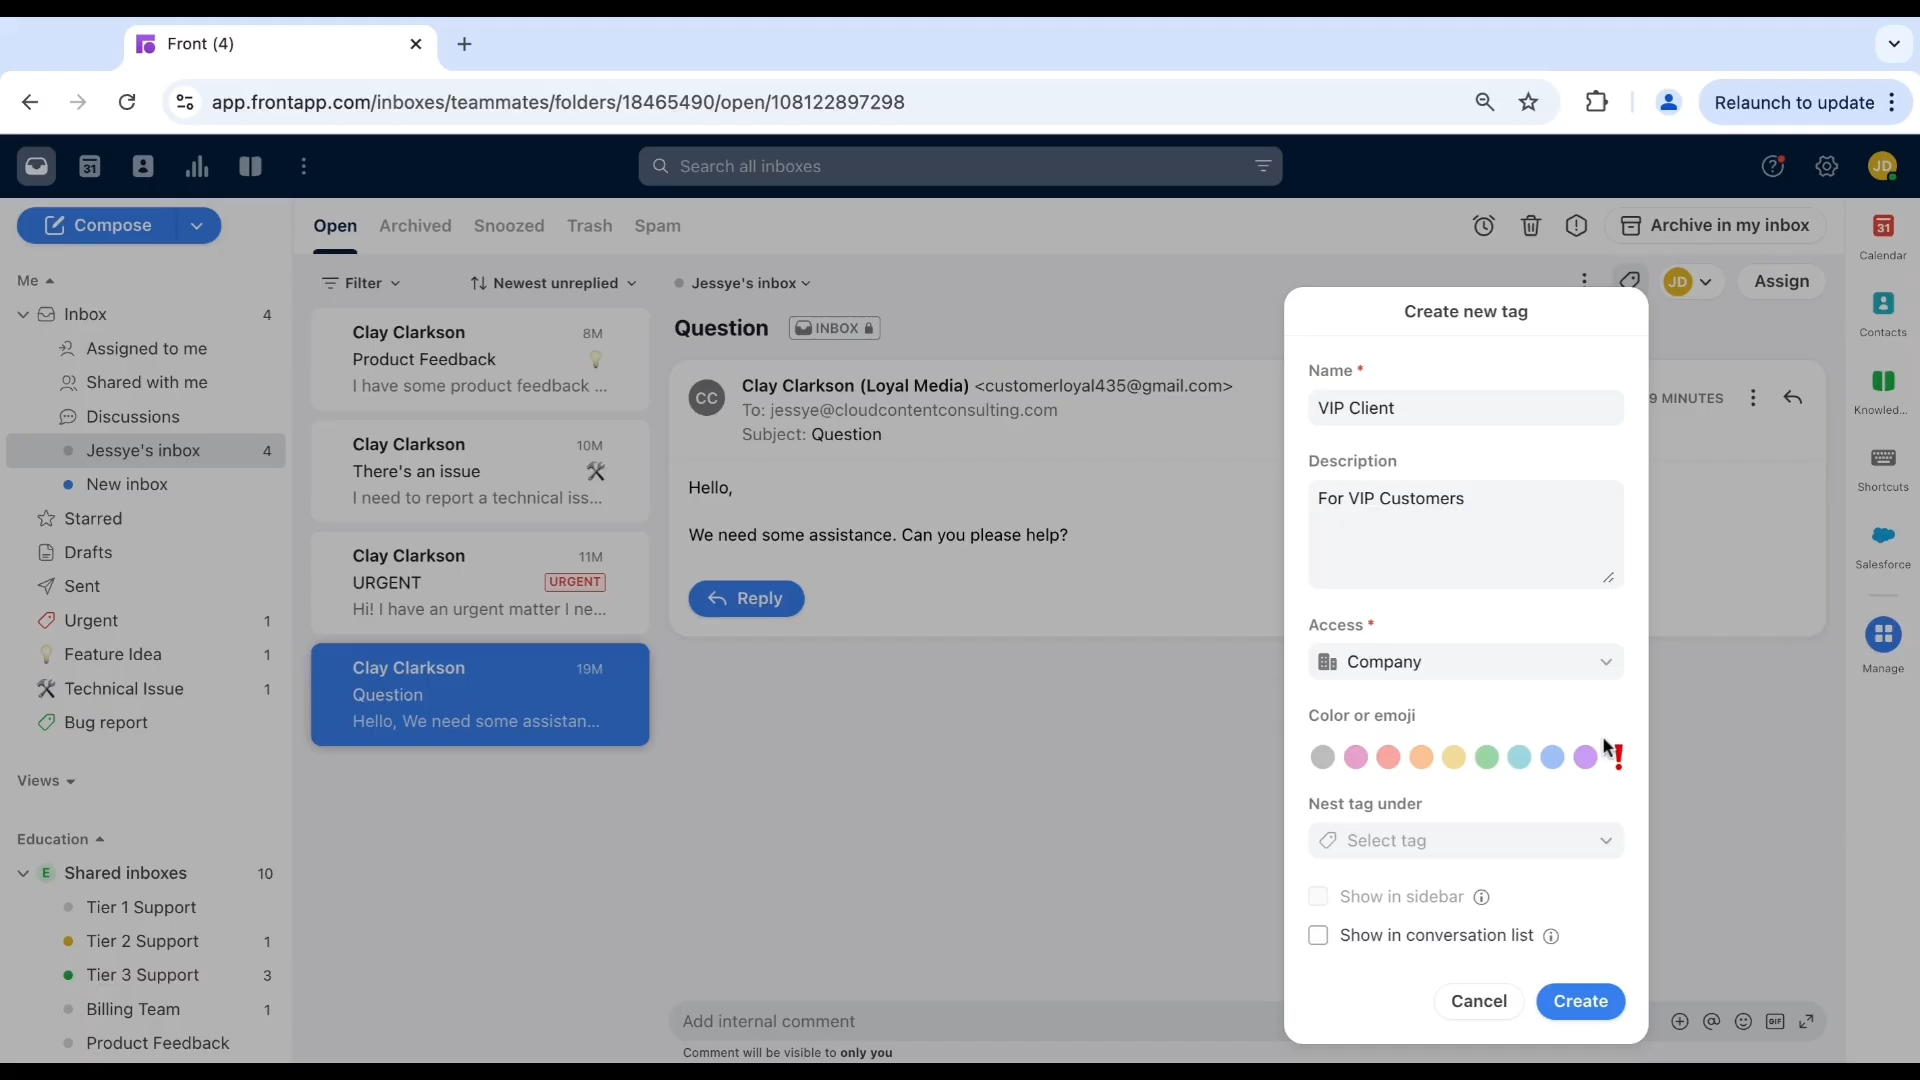 Front (4)
app.frontapp.com/inboxes/teammates/folders/18465490/open/108122897298
Relaunch to update
31
Search all inboxes
JD
Compose
Open
Archived
Snoozed
Trash
Spam
Archive in my inbox
31
Calendar
Me
Filter
Newest unreplied
Jessye's inbox
JD
Assign
Inbox 4
Assigned to me
Shared with me
Discussions
Jessye's inbox 4
New inbox
Starred
Drafts
Sent
Urgent 1
Feature Idea 1
Technical Issue 1
Bug report
Views
Education
E Shared inboxes 10
Tier 1 Support
Tier 2 Support 1
Tier 3 Support 3
Billing Team 1
Product Feedback
Clay Clarkson 8M
Product Feedback
I have some product feedback ...
Clay Clarkson 10M
There's an issue
I need to report a technical iss...
Clay Clarkson 11M
URGENT URGENT
Hi! I have an urgent matter I ne...
Clay Clarkson 19M
Question
Hello, We need some assistan...
Question INBOX
CC
Clay Clarkson (Loyal Media) <customerloyal435@gmail.com>
9 MINUTES
To: jessye@cloudcontentconsulting.com
Subject: Question
Hello,
We need some assistance. Can you please help?
Reply
Add internal comment
GIF
Comment will be visible to only you
Create new tag
Name *
VIP Client
Description
For VIP Customers
Access *
Company
Color or emoji
Nest tag under
Select tag
Show in sidebar
Show in conversation list
Cancel
Create
Contacts
Knowled...
Shortcuts
Salesforce
Manage